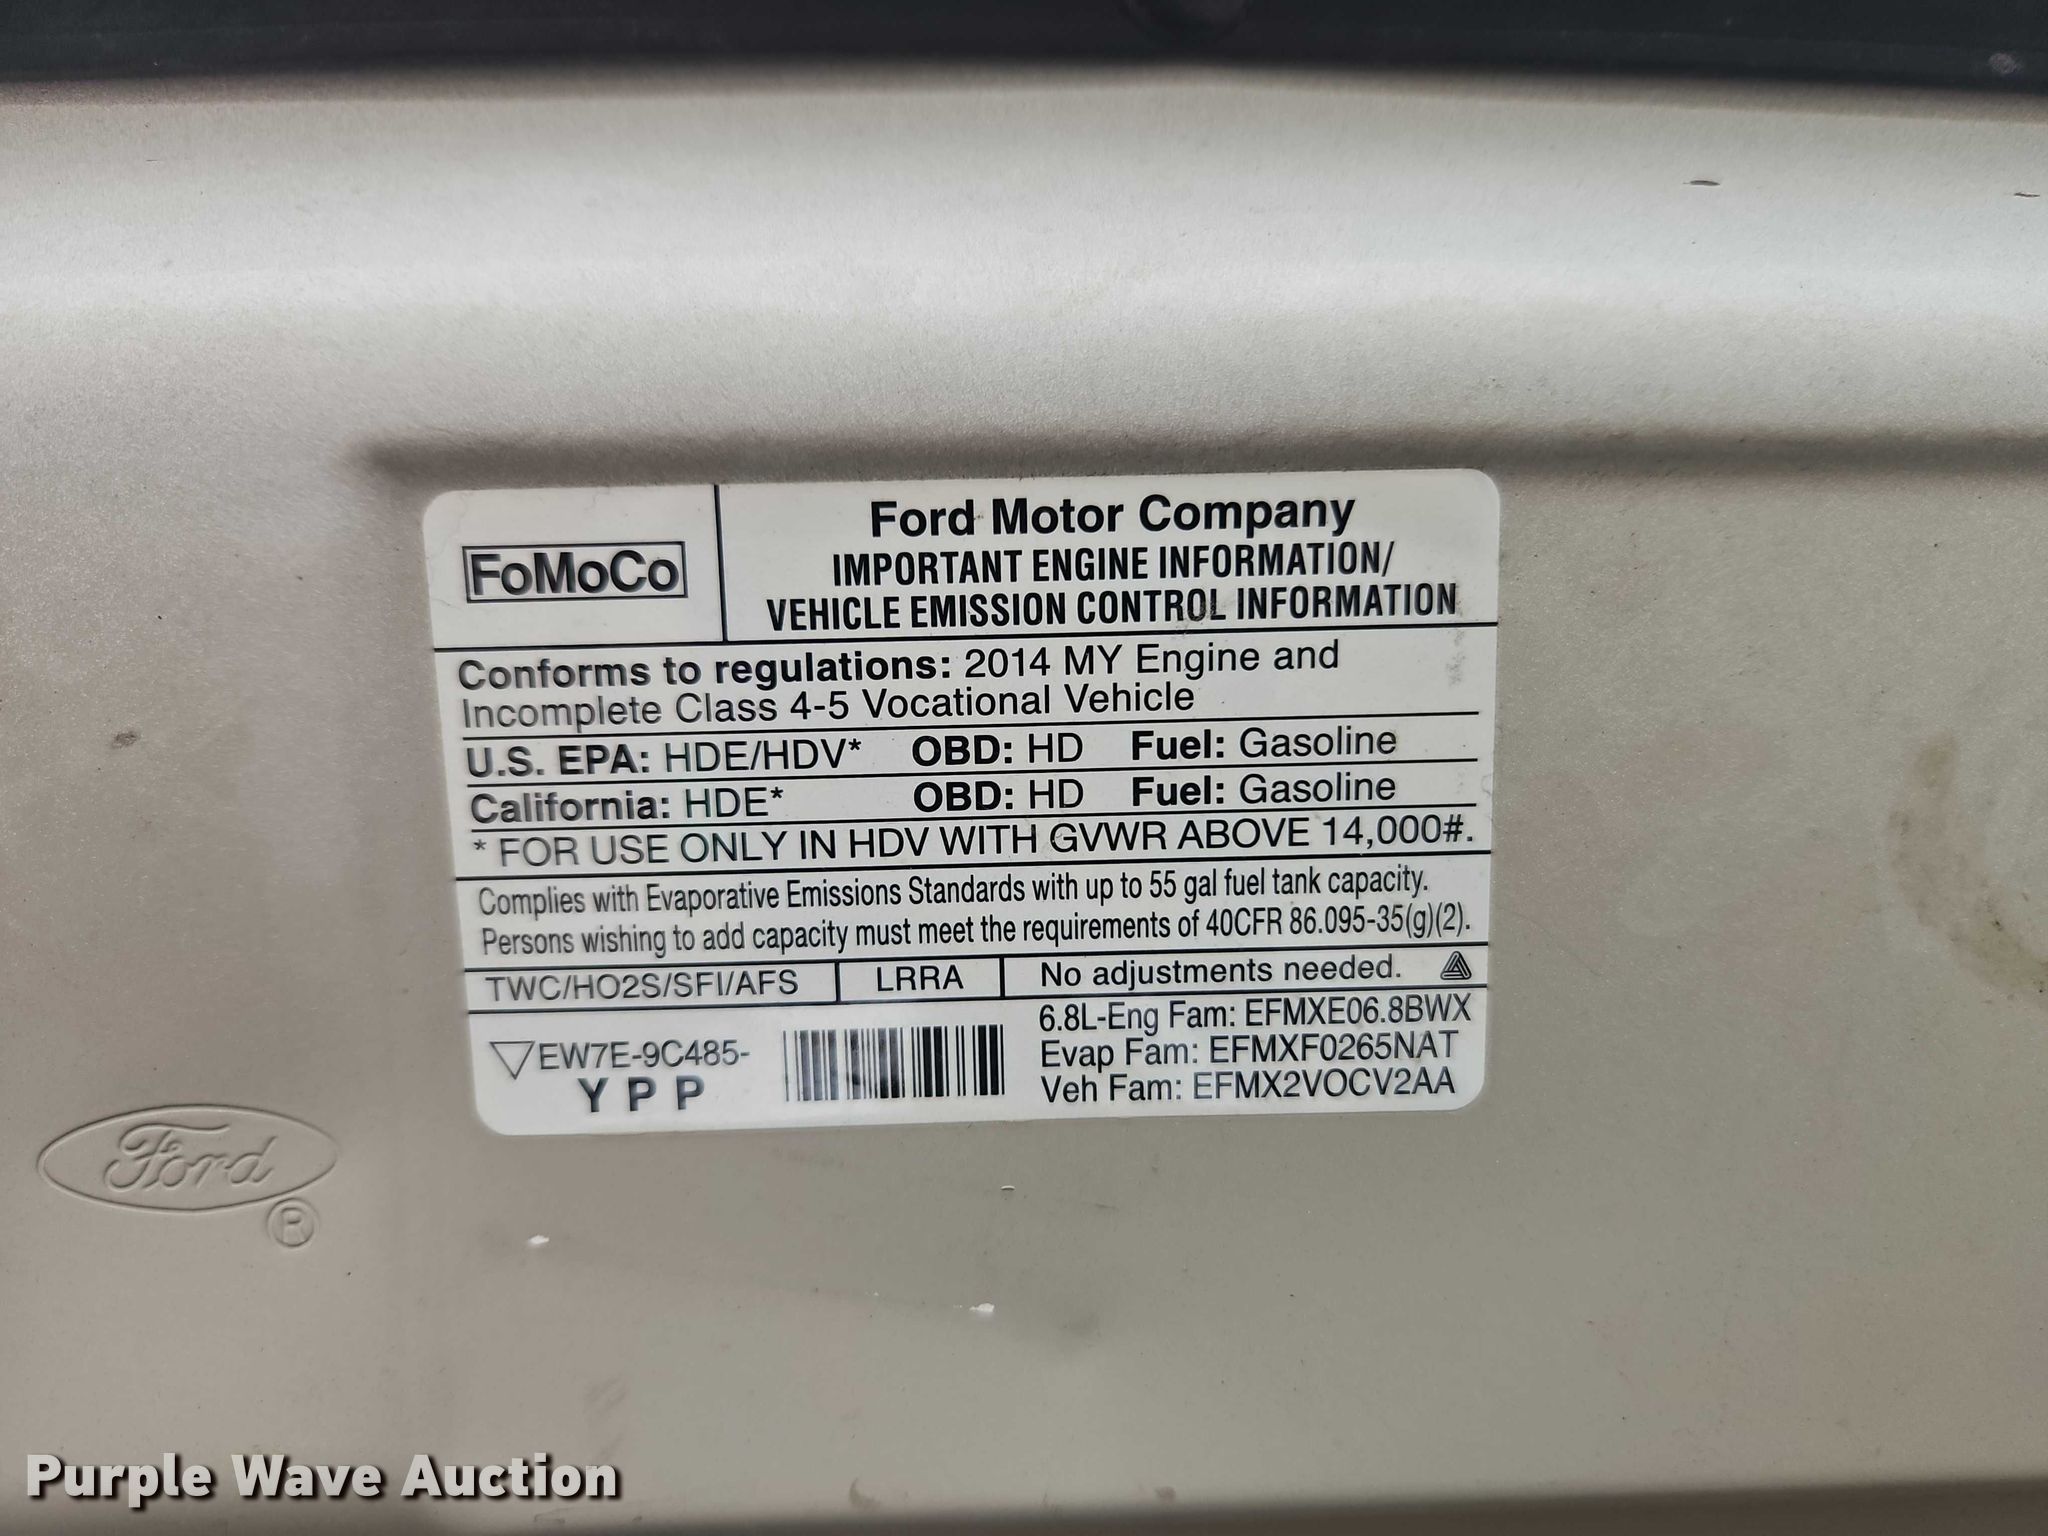 FoMoCo
Ford Motor Company
IMPORTANT ENGINE INFORMATION/
VEHICLE EMISSION CONTROL INFORMATION
Conforms to regulations: 2014 MY Engine and
Incomplete Class 4-5 Vocational Vehicle
U.S. EPA: HDE/HDV* OBD: HD Fuel: Gasoline
California: HDE* OBD: HD Fuel: Gasoline
* FOR USE ONLY IN HDV WITH GVWR ABOVE 14,000#.
Complies with Evaporative Emissions Standards with up to 55 gal fuel tank capacity.
Persons wishing to add capacity must meet the requirements of 40CFR 86.095-35(g)(2).
TWC/HO2S/SFI/AFS LRRA No adjustments needed.
EW7E-9C485-
YPP
6.8L-Eng Fam: EFMXE06.8BWX
Evap Fam: EFMXF0265NAT
Veh Fam: EFMX2VOCV2AA
Ford
®
Purple Wave Auction